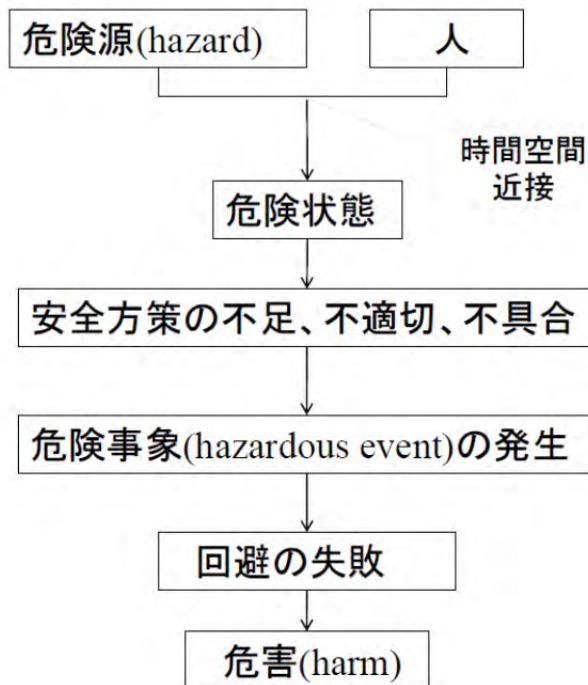 危険源(hazard)
人
時間空間
近接
危険状態
安全方策の不足、不適切、不具合
危険事象(hazardous event)の発生
回避の失敗
危害(harm)